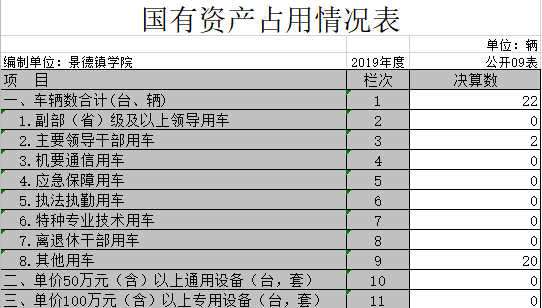 国有资产占用情况表
单位：辆
编制单位：景德镇学院 2019年度 公开09表
项 目 栏次 决算数
一、车辆数合计(台、辆) 1 22
1.副部（省）级及以上领导用车 2 0
2.主要领导干部用车 3 2
3.机要通信用车 4 0
4.应急保障用车 5 0
5.执法执勤用车 6 0
6.特种专业技术用车 7 0
7.离退休干部用车 8 0
8.其他用车 9 20
二、单价50万元（含）以上通用设备（台，套） 10 0
三、单价100万元（含）以上专用设备（台，套） 11 0